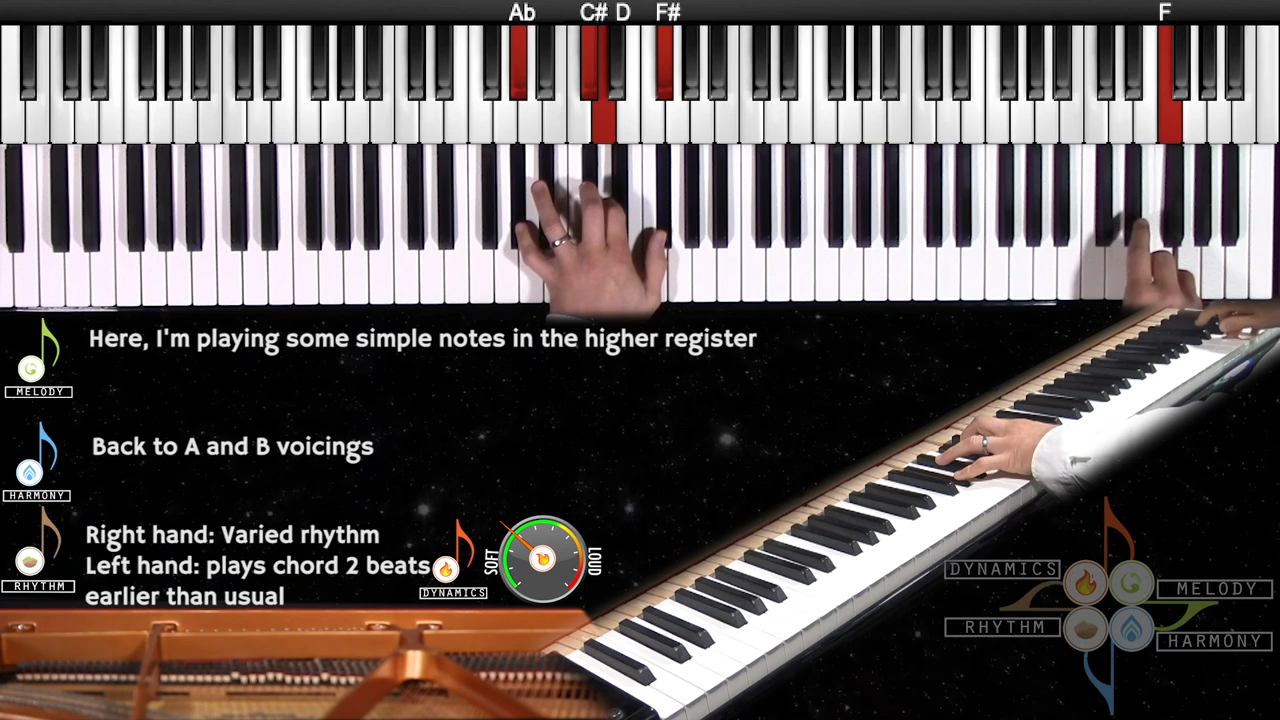 Ab C# D F# F
Here, I'm playing some simple notes in the higher register
MELODY
Back to A and B voicings
HARMONY
Right hand: Varied rhythm
Left hand: plays chord 2 beats
earlier than usual
RHYTHM
SOFT
LOUD
DYNAMICS
DYNAMICS
MELODY
RHYTHM
HARMONY